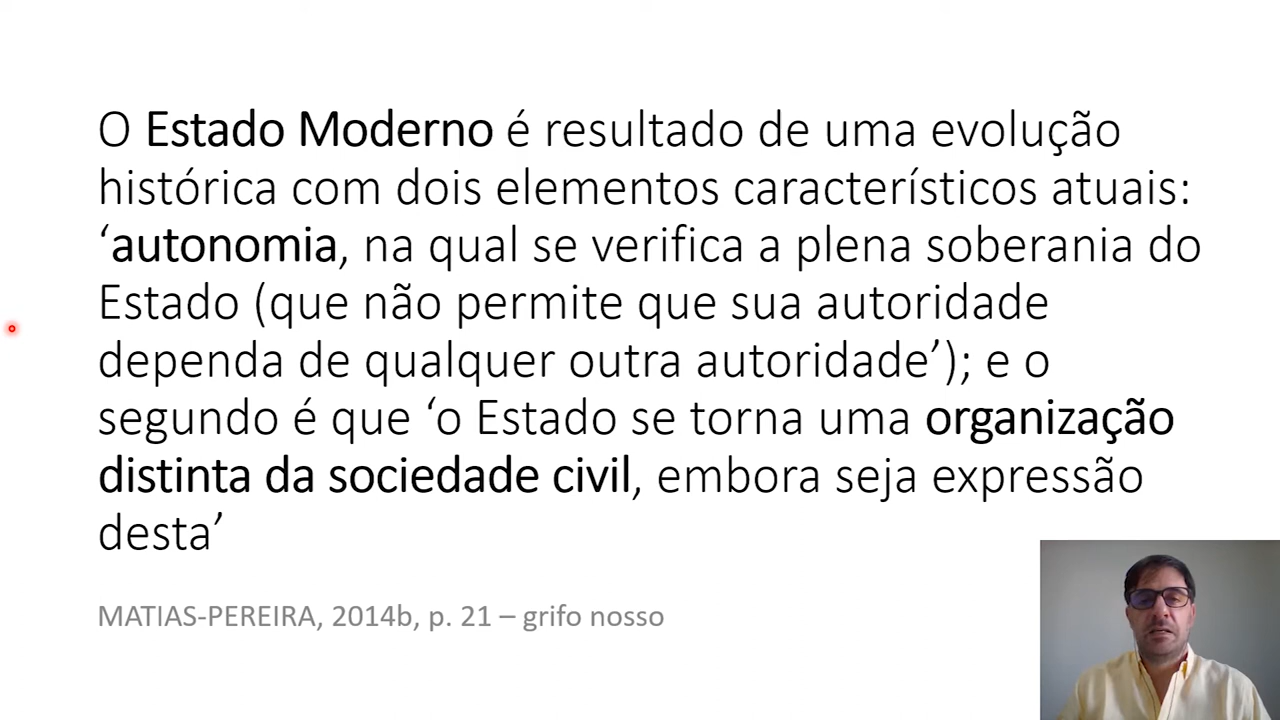 O Estado Moderno é resultado de uma evolução
histórica com dois elementos característicos atuais:
‘autonomia, na qual se verifica a plena soberania do
Estado (que não permite que sua autoridade
dependa de qualquer outra autoridade’); e o
segundo é que ‘o Estado se torna uma organização
distinta da sociedade civil, embora seja expressão
desta’
MATIAS-PEREIRA, 2014b, p. 21 – grifo nosso